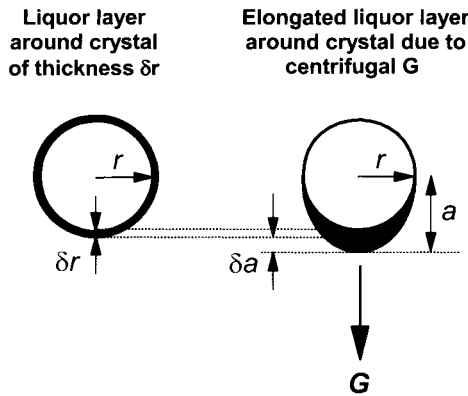 Liquor layer
around crystal
of thickness δr
Elongated liquor layer
around crystal due to
centrifugal G
r
r
a
δr
δa
G